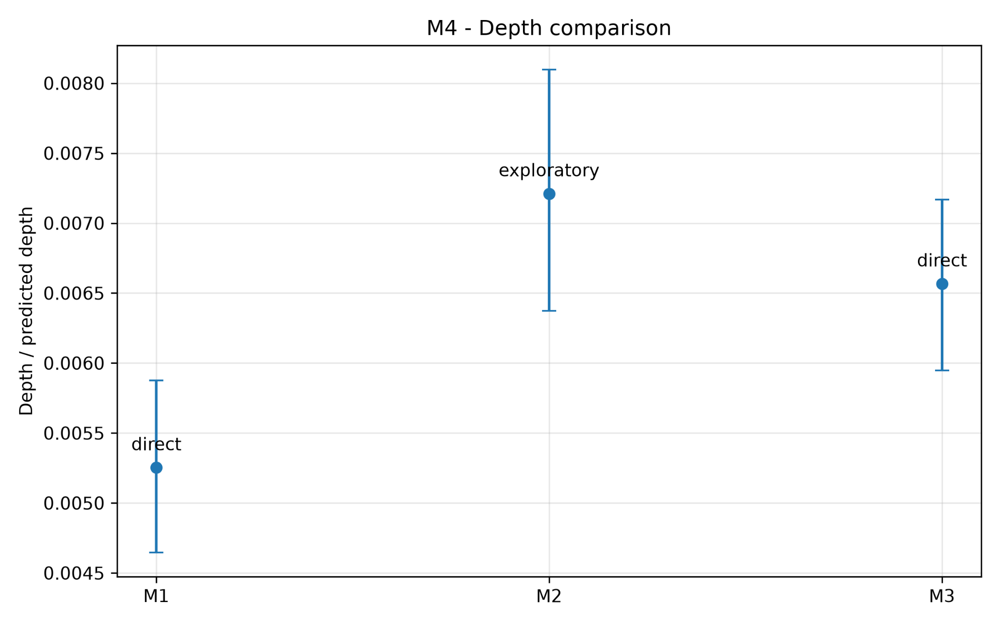 M4 - Depth comparison
Depth / predicted depth
0.0080
0.0075
0.0070
0.0065
0.0060
0.0055
0.0050
0.0045
exploratory
direct
direct
M1
M2
M3